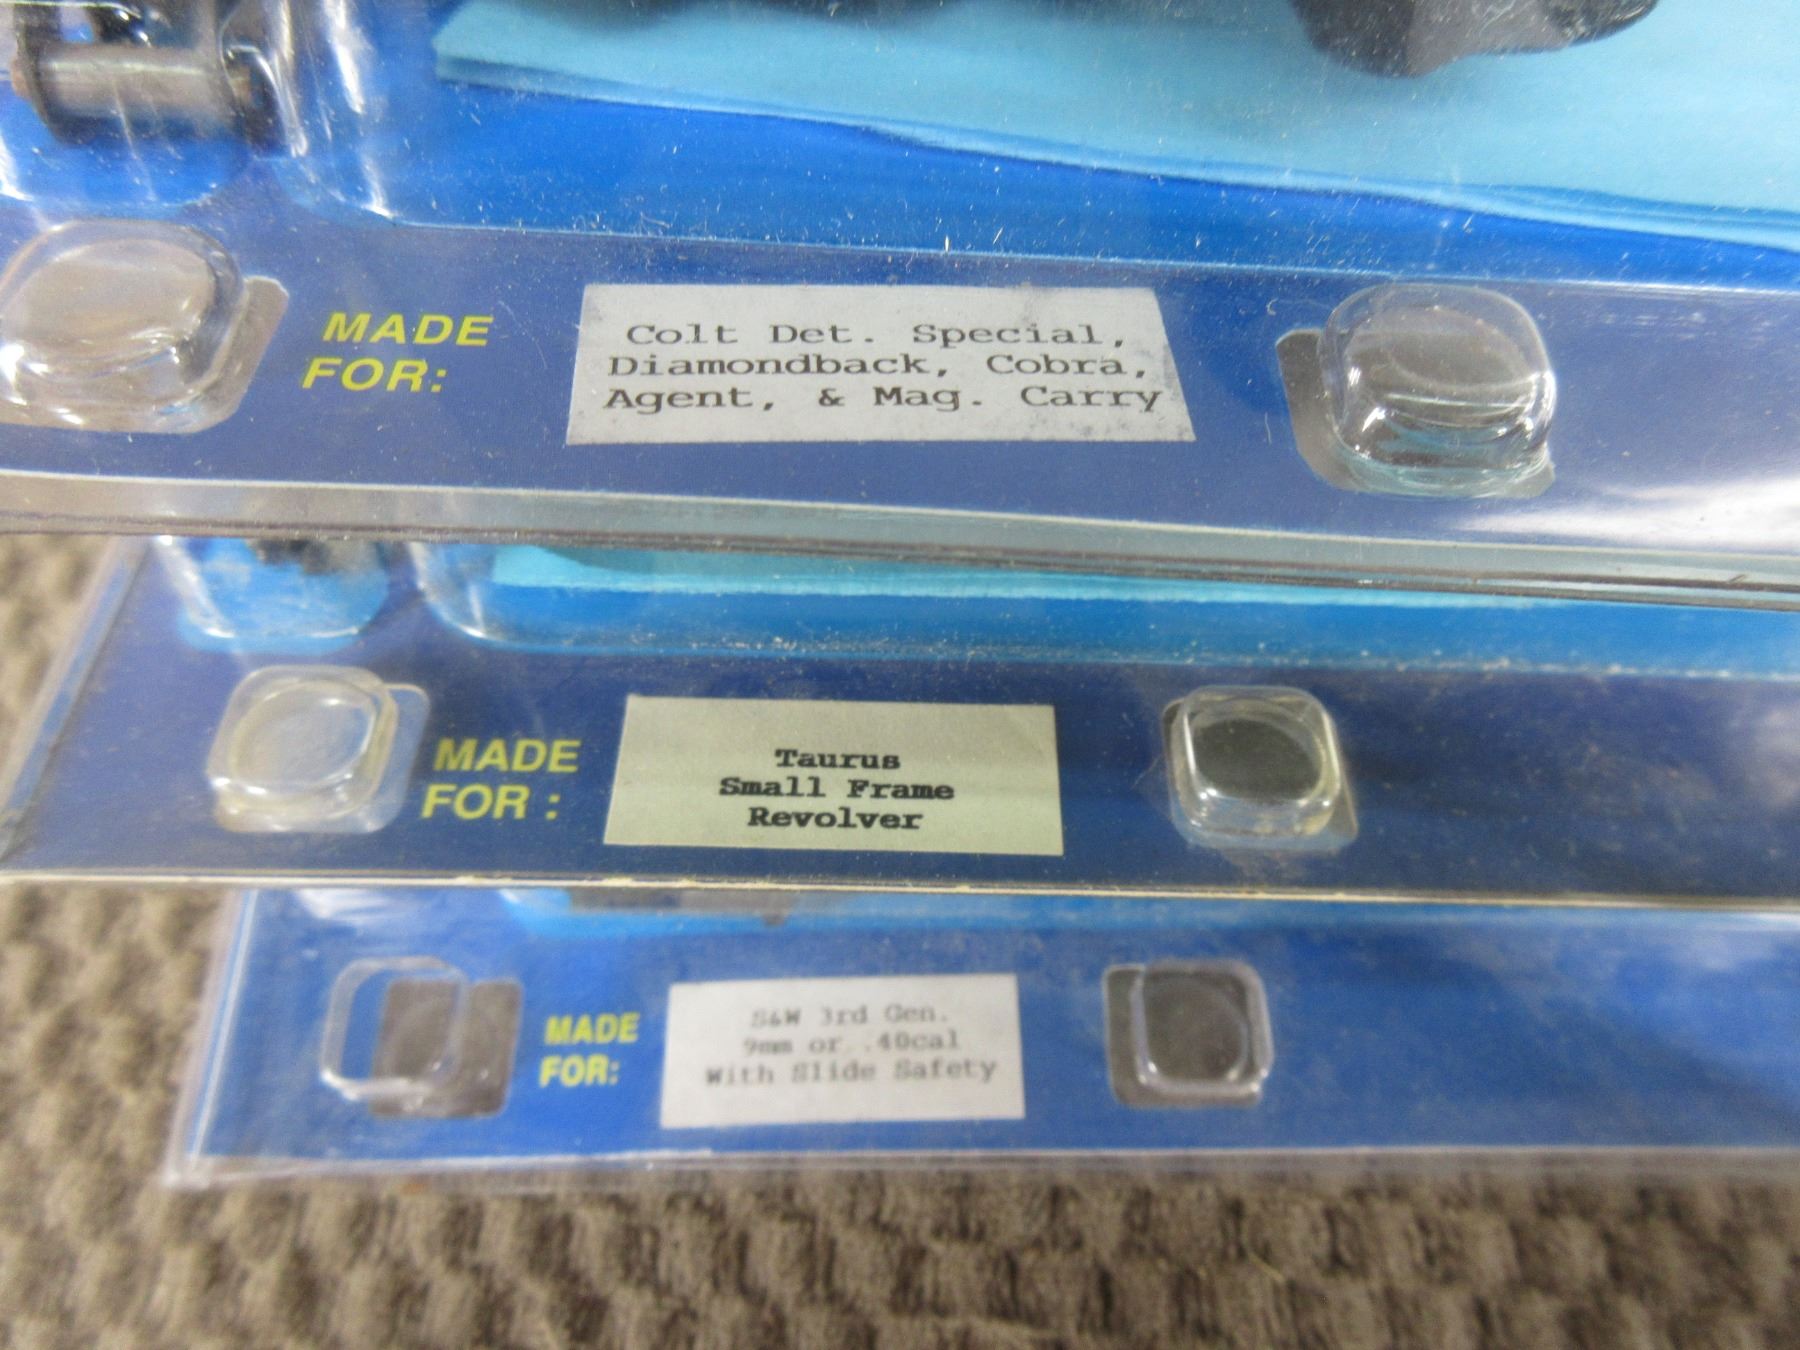 MADE
FOR:
Colt Det. Special,
Diamondback, Cobra,
Agent, & Mag. Carry
MADE
FOR :
Taurus
Small Frame
Revolver
MADE
FOR:
S&W 3rd Gen.
9mm or .40cal
With Slide Safety